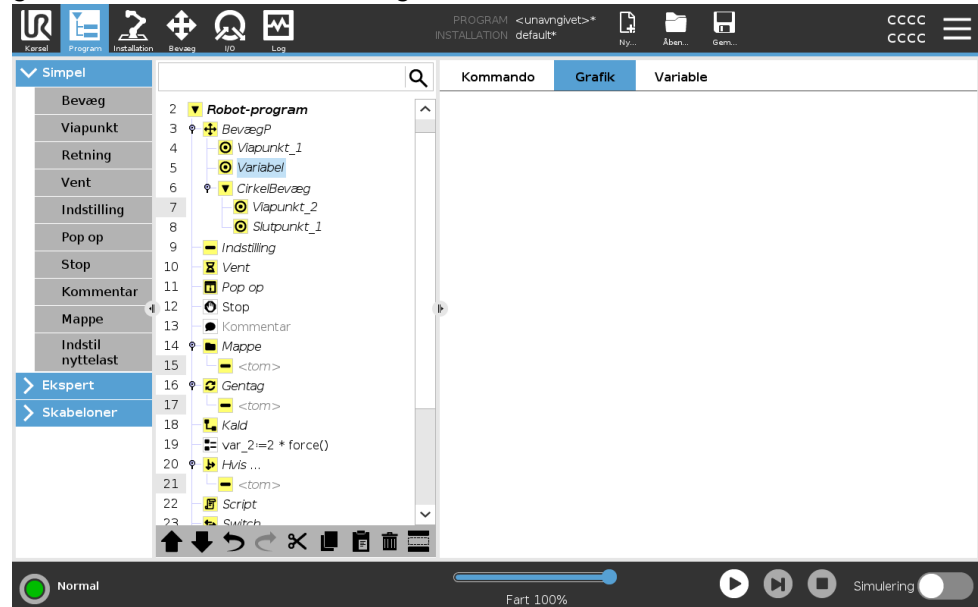 PROGRAM <unavngivet>*
INSTALLATION default*
Kørsel Program Installation Bevæg I/O Log
Ny... Åben... Gem...
cccc
cccc
Simpel
Bevæg
Viapunkt
Retning
Vent
Indstilling
Pop op
Stop
Kommentar
Mappe
Indstil
nyttelast
Ekspert
Skabeloner
2 Robot-program
3 BevægP
4 Viapunkt_1
5 Variabel
6 CirkelBevæg
7 Viapunkt_2
8 Slutpunkt_1
9 Indstilling
10 Vent
11 Pop op
12 Stop
13 Kommentar
14 Mappe
15 <tom>
16 Gentag
17 <tom>
18 Kald
19 var_2:=2 * force()
20 Hvis ...
21 <tom>
22 Script
23 Switch
Kommando Grafik Variable
Normal
Fart 100%
Simulering